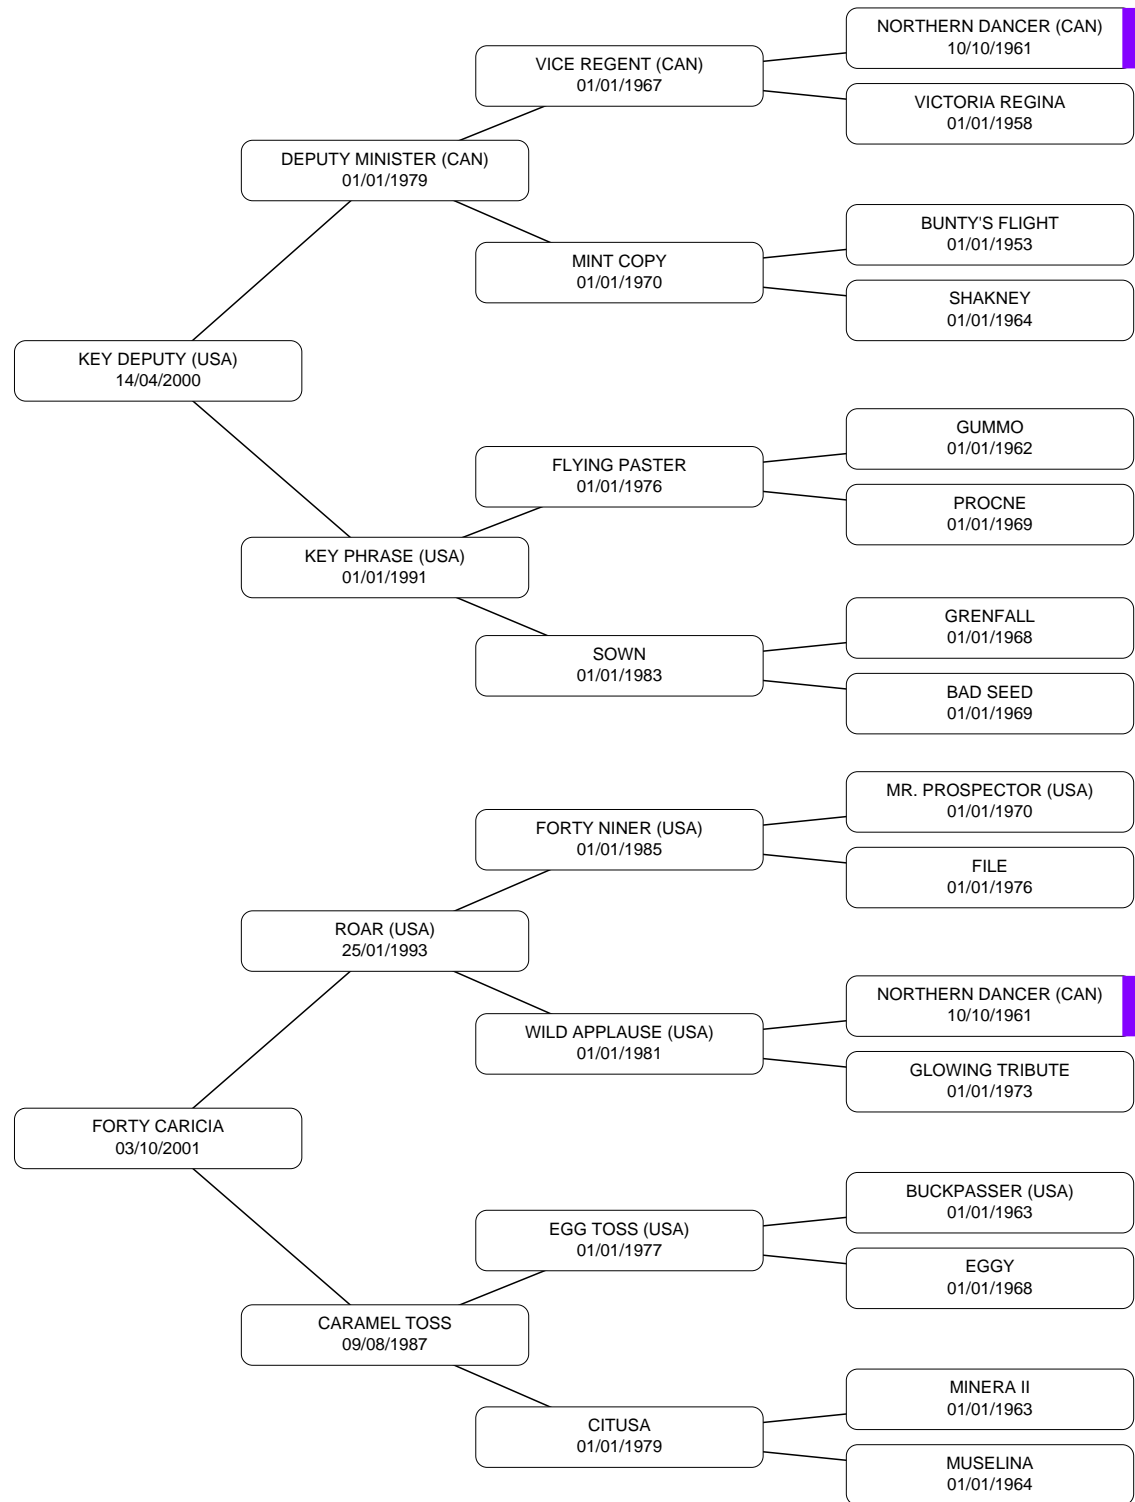 NORTHERN DANCER (CAN)
10/10/1961
VICE REGENT (CAN)
01/01/1967
VICTORIA REGINA
01/01/1958
DEPUTY MINISTER (CAN)
01/01/1979
BUNTY'S FLIGHT
01/01/1953
MINT COPY
01/01/1970
SHAKNEY
01/01/1964
KEY DEPUTY (USA)
14/04/2000
GUMMO
01/01/1962
FLYING PASTER
01/01/1976
PROCNE
01/01/1969
KEY PHRASE (USA)
01/01/1991
GRENFALL
01/01/1968
SOWN
01/01/1983
BAD SEED
01/01/1969
MR. PROSPECTOR (USA)
01/01/1970
FORTY NINER (USA)
01/01/1985
FILE
01/01/1976
ROAR (USA)
25/01/1993
NORTHERN DANCER (CAN)
10/10/1961
WILD APPLAUSE (USA)
01/01/1981
GLOWING TRIBUTE
01/01/1973
FORTY CARICIA
03/10/2001
BUCKPASSER (USA)
01/01/1963
EGG TOSS (USA)
01/01/1977
EGGY
01/01/1968
CARAMEL TOSS
09/08/1987
MINERA II
01/01/1963
CITUSA
01/01/1979
MUSELINA
01/01/1964